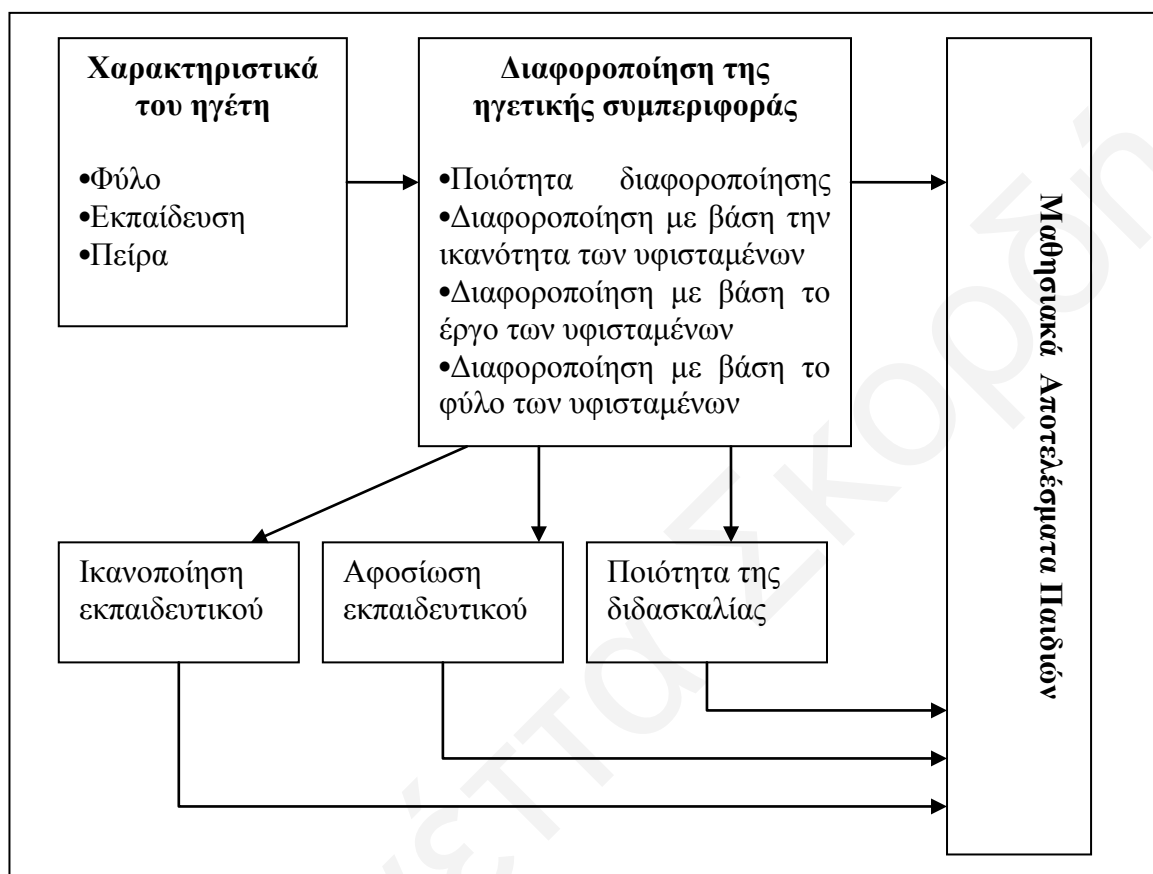 Χαρακτηριστικά
του ηγέτη
•Φύλο
•Εκπαίδευση
•Πείρα
Διαφοροποίηση της
ηγετικής συμπεριφοράς
•Ποιότητα διαφοροποίησης
•Διαφοροποίηση με βάση την
ικανότητα των υφισταμένων
•Διαφοροποίηση με βάση το
έργο των υφισταμένων
•Διαφοροποίηση με βάση το
φύλο των υφισταμένων
Μαθησιακά Αποτελέσματα Παιδιών
Ικανοποίηση
εκπαιδευτικού
Αφοσίωση
εκπαιδευτικού
Ποιότητα της
διδασκαλίας
Σκορδή